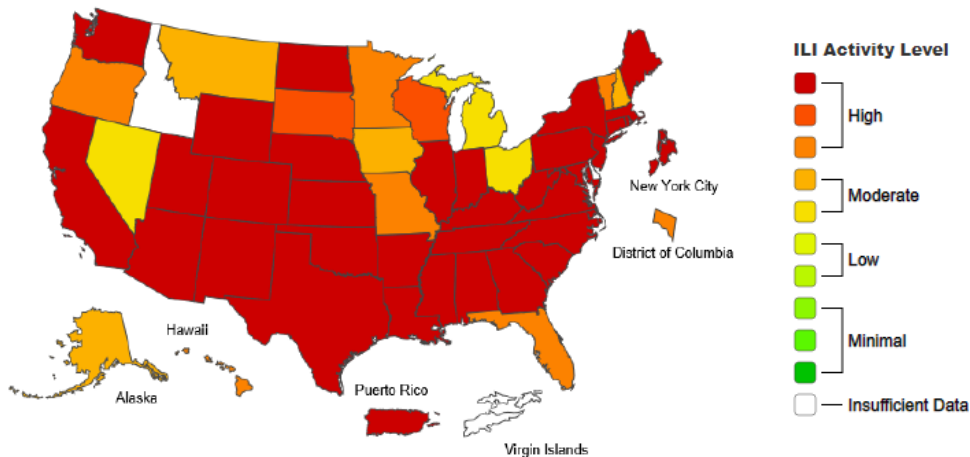 ILI Activity Level
High
Moderate
New York City
District of Columbia
Low
Hawaii
Minimal
Puerto Rico
Alaska
Insufficient Data
Virgin Islands